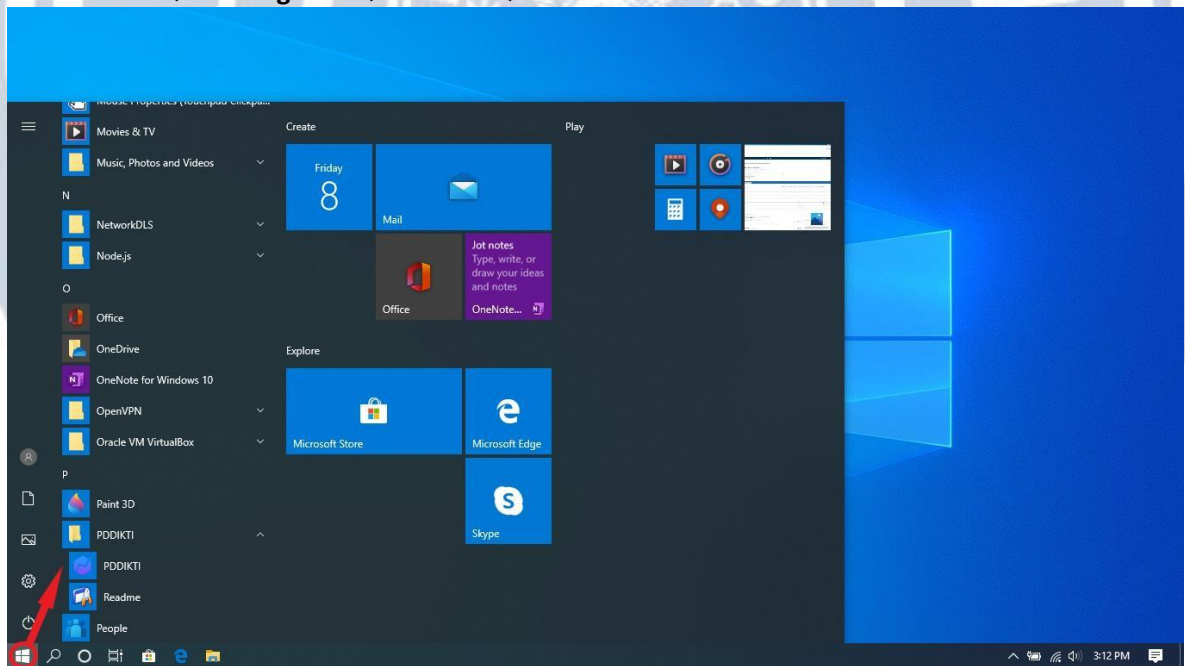 Movies & TV
Music, Photos and Videos
N
NetworkDLS
Node.js
O
Office
OneDrive
OneNote for Windows 10
OpenVPN
Oracle VM VirtualBox
P
Paint 3D
PDDIKTI
PDDIKTI
Readme
People
Create
Friday
8
Mail
Office
Jot notes
Type, write, or
draw your ideas
and notes
OneNote...
Explore
Microsoft Store
Microsoft Edge
Skype
Play
3:12 PM